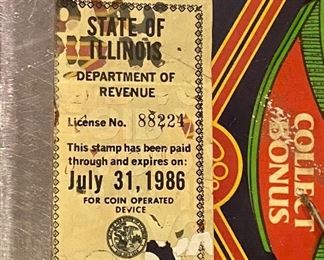 STATE OF
ILLINOIS
DEPARTMENT OF
REVENUE
License No. 88224
This stamp has been paid
through and expires on:
July 31, 1986
FOR COIN OPERATED
DEVICE
COLLECT
BONUS